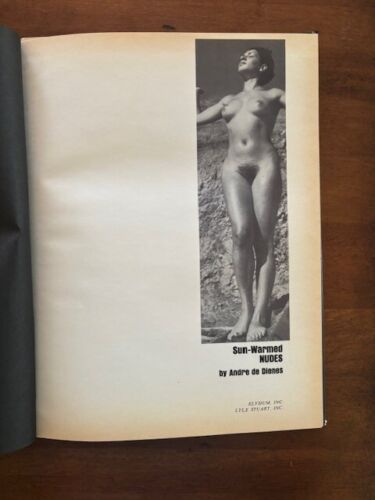 Sun-Warmed
NUDES
by Andre de Dienes
ELYSIUM, INC.
LYLE STUART, INC.